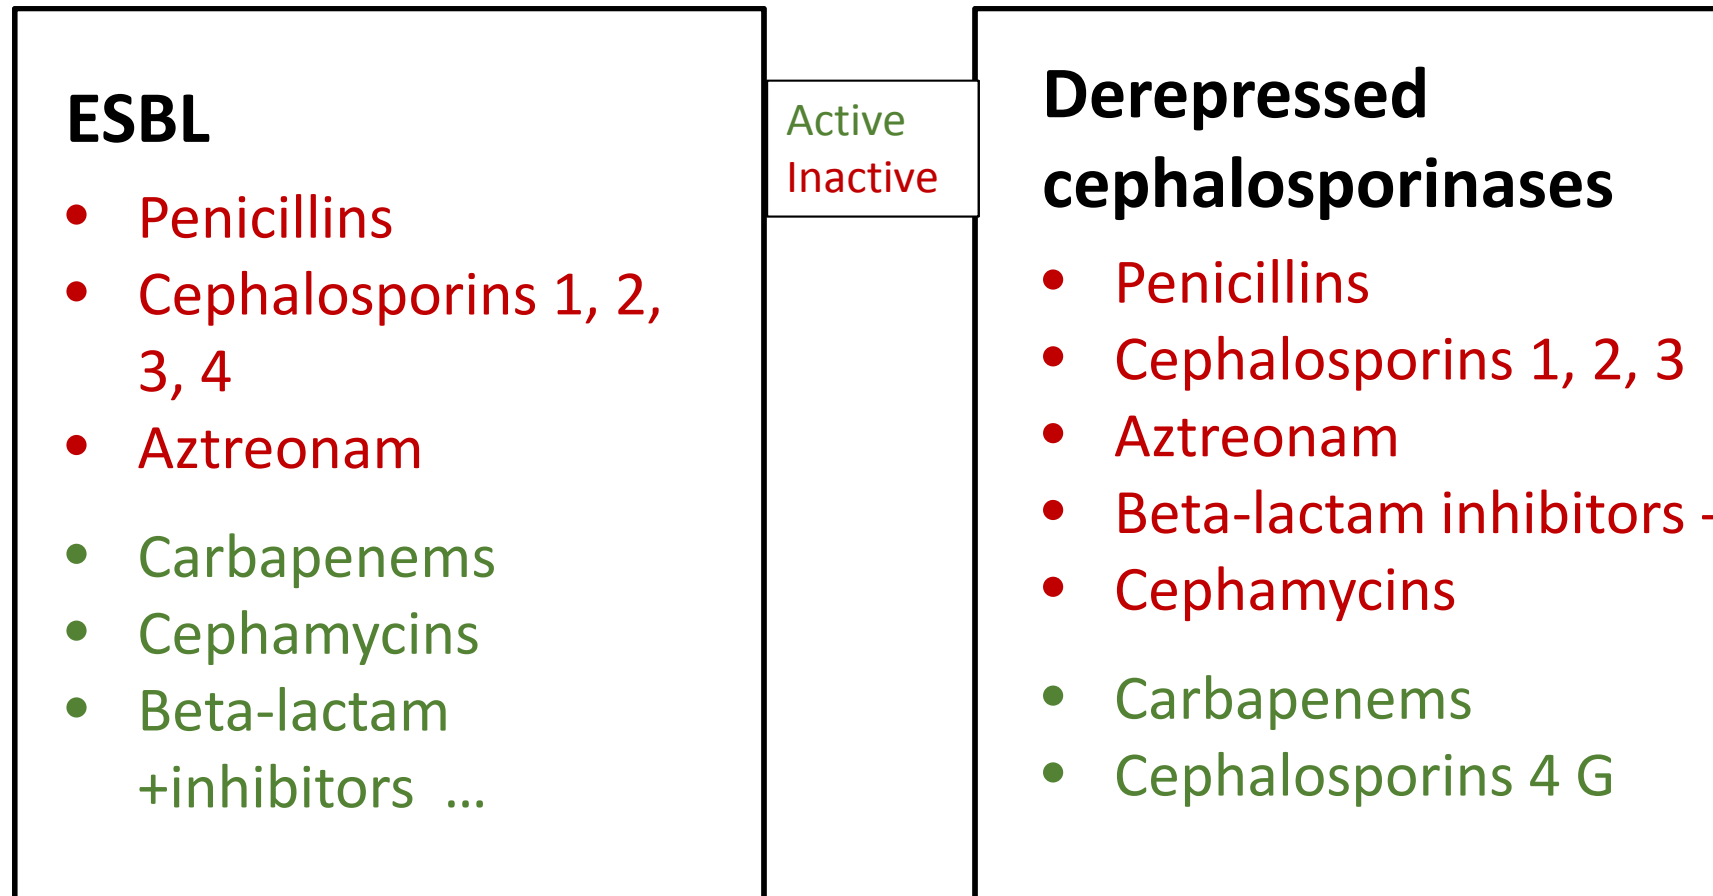 ESBL
• Penicillins
• Cephalosporins 1, 2,
3, 4
• Aztreonam
• Carbapenems
• Cephamycins
• Beta-lactam
+inhibitors ...
Active
Inactive
Derepressed
cephalosporinases
• Penicillins
• Cephalosporins 1, 2, 3
• Aztreonam
• Beta-lactam inhibitors -
• Cephamycins
• Carbapenems
• Cephalosporins 4 G